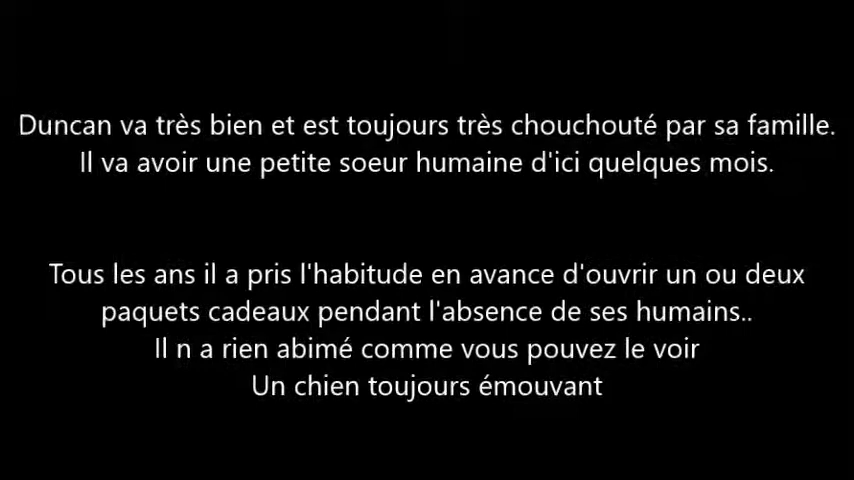 Duncan va très bien et est toujours très chouchouté par sa famille.
Il va avoir une petite soeur humaine d'ici quelques mois.
Tous les ans il a pris l'habitude en avance d'ouvrir un ou deux
paquets cadeaux pendant l'absence de ses humains..
Il n a rien abimé comme vous pouvez le voir
Un chien toujours émouvant